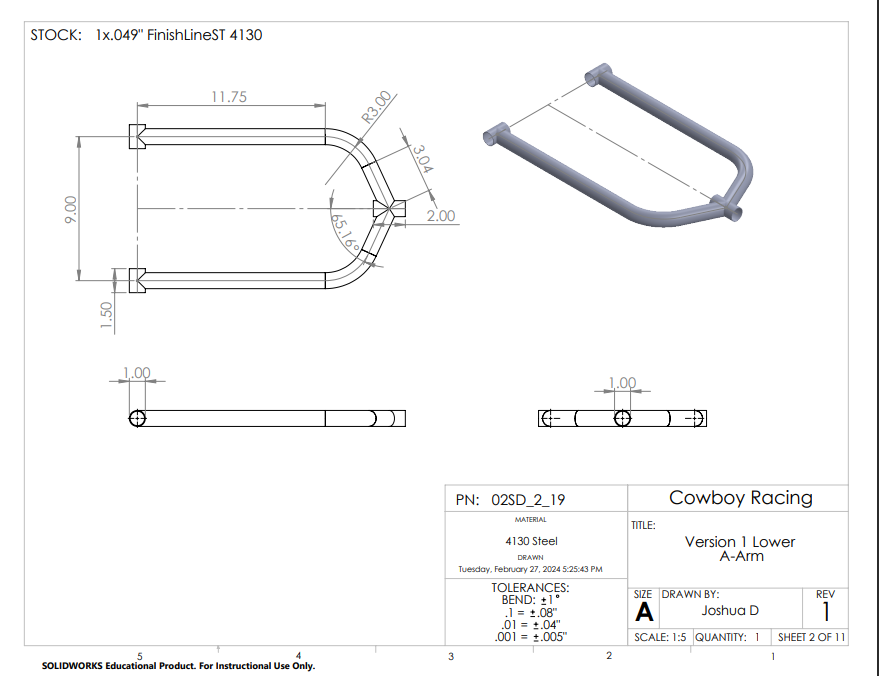 STOCK: 1x.049" FinishLineST 4130
11.75
R3.00
3.04
9.00
65.16°
2.00
1.50
1.00
1.00
PN: 02SD_2_19
MATERIAL
4130 Steel
DRAWN
Tuesday, February 27, 2024 5:25:43 PM
TOLERANCES:
BEND: ±1°
.1 = ±.08"
.01 = ±.04"
.001 = ±.005"
Cowboy Racing
TITLE:
Version 1 Lower
A-Arm
SIZE
A
DRAWN BY:
Joshua D
REV
1
SCALE: 1:5 QUANTITY: 1 SHEET 2 OF 11
5 4 3 2 1
SOLIDWORKS Educational Product. For Instructional Use Only.